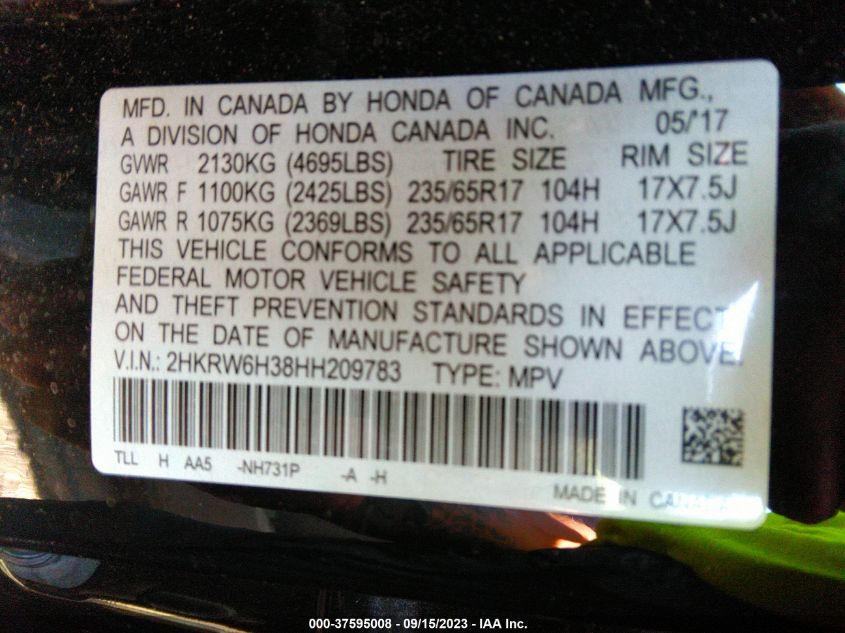 MFD. IN CANADA BY HONDA OF CANADA MFG.,
A DIVISION OF HONDA CANADA INC. 05/'17
GVWR 2130KG (4695LBS) TIRE SIZE RIM SIZE
GAWR F 1100KG (2425LBS) 235/65R17 104H 17X7.5J
GAWR R 1075KG (2369LBS) 235/65R17 104H 17X7.5J
THIS VEHICLE CONFORMS TO ALL APPLICABLE
FEDERAL MOTOR VEHICLE SAFETY
AND THEFT PREVENTION STANDARDS IN EFFECT
ON THE DATE OF MANUFACTURE SHOWN ABOVE.
V.I.N.: 2HKRW6H38HH209783 TYPE: MPV
TLL H AA5 -NH731P -A -H
MADE IN CANADA
000-37595008 - 09/15/2023 - IAA Inc.